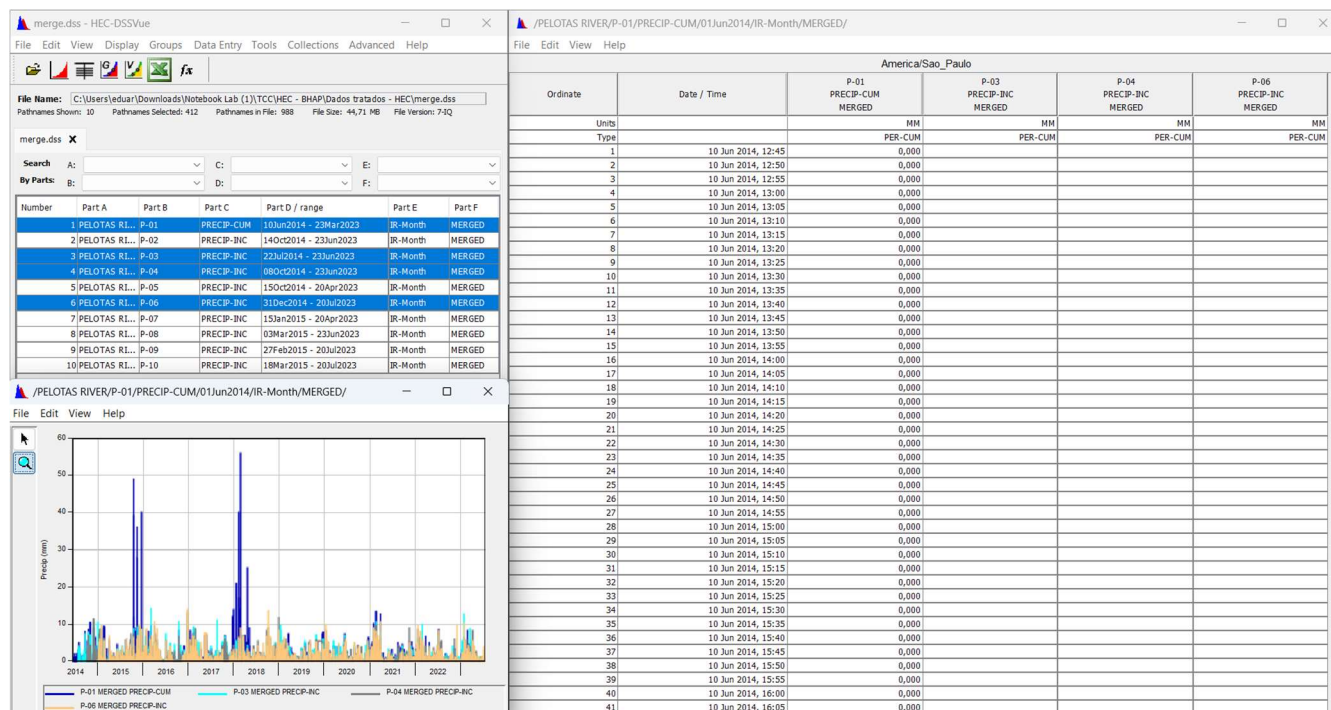 merge.dss - HEC-DSSVue
File Edit View Display Groups Data Entry Tools Collections Advanced Help
G V fx
File Name: C:\Users\eduar\Downloads\Notebook Lab (1)\TCC\HEC - BHAP\Dados tratados - HEC\merge.dss
Pathnames Shown: 10 Pathnames Selected: 412 Pathnames in File: 988 File Size: 44,71 MB File Version: 7-IQ
merge.dss X
Search A: C: E:
By Parts: B: D: F:
Number Part A Part B Part C Part D / range Part E Part F
1 PELOTAS RI... P-01 PRECIP-CUM 10Jun2014 - 23Mar2023 IR-Month MERGED
2 PELOTAS RI... P-02 PRECIP-INC 14Oct2014 - 23Jun2023 IR-Month MERGED
3 PELOTAS RI... P-03 PRECIP-INC 22Jul2014 - 23Jun2023 IR-Month MERGED
4 PELOTAS RI... P-04 PRECIP-INC 08Oct2014 - 23Jun2023 IR-Month MERGED
5 PELOTAS RI... P-05 PRECIP-INC 15Oct2014 - 20Apr2023 IR-Month MERGED
6 PELOTAS RI... P-06 PRECIP-INC 31Dec2014 - 20Jul2023 IR-Month MERGED
7 PELOTAS RI... P-07 PRECIP-INC 15Jan2015 - 20Apr2023 IR-Month MERGED
8 PELOTAS RI... P-08 PRECIP-INC 03Mar2015 - 23Jun2023 IR-Month MERGED
9 PELOTAS RI... P-09 PRECIP-INC 27Feb2015 - 20Jul2023 IR-Month MERGED
10 PELOTAS RI... P-10 PRECIP-INC 18Mar2015 - 20Jul2023 IR-Month MERGED
/PELOTAS RIVER/P-01/PRECIP-CUM/01Jun2014/IR-Month/MERGED/
File Edit View Help
Precip (mm)
60
50
40
30
20
10
0
2014 2015 2016 2017 2018 2019 2020 2021 2022
P-01 MERGED PRECIP-CUM P-03 MERGED PRECIP-INC P-04 MERGED PRECIP-INC
P-06 MERGED PRECIP-INC
/PELOTAS RIVER/P-01/PRECIP-CUM/01Jun2014/IR-Month/MERGED/
File Edit View Help
America/Sao_Paulo
Ordinate Date / Time P-01 P-03 P-04 P-06
PRECIP-CUM PRECIP-INC PRECIP-INC PRECIP-INC
MERGED MERGED MERGED MERGED
Units MM MM MM MM
Type PER-CUM PER-CUM PER-CUM PER-CUM
1 10 Jun 2014, 12:45 0,000
2 10 Jun 2014, 12:50 0,000
3 10 Jun 2014, 12:55 0,000
4 10 Jun 2014, 13:00 0,000
5 10 Jun 2014, 13:05 0,000
6 10 Jun 2014, 13:10 0,000
7 10 Jun 2014, 13:15 0,000
8 10 Jun 2014, 13:20 0,000
9 10 Jun 2014, 13:25 0,000
10 10 Jun 2014, 13:30 0,000
11 10 Jun 2014, 13:35 0,000
12 10 Jun 2014, 13:40 0,000
13 10 Jun 2014, 13:45 0,000
14 10 Jun 2014, 13:50 0,000
15 10 Jun 2014, 13:55 0,000
16 10 Jun 2014, 14:00 0,000
17 10 Jun 2014, 14:05 0,000
18 10 Jun 2014, 14:10 0,000
19 10 Jun 2014, 14:15 0,000
20 10 Jun 2014, 14:20 0,000
21 10 Jun 2014, 14:25 0,000
22 10 Jun 2014, 14:30 0,000
23 10 Jun 2014, 14:35 0,000
24 10 Jun 2014, 14:40 0,000
25 10 Jun 2014, 14:45 0,000
26 10 Jun 2014, 14:50 0,000
27 10 Jun 2014, 14:55 0,000
28 10 Jun 2014, 15:00 0,000
29 10 Jun 2014, 15:05 0,000
30 10 Jun 2014, 15:10 0,000
31 10 Jun 2014, 15:15 0,000
32 10 Jun 2014, 15:20 0,000
33 10 Jun 2014, 15:25 0,000
34 10 Jun 2014, 15:30 0,000
35 10 Jun 2014, 15:35 0,000
36 10 Jun 2014, 15:40 0,000
37 10 Jun 2014, 15:45 0,000
38 10 Jun 2014, 15:50 0,000
39 10 Jun 2014, 15:55 0,000
40 10 Jun 2014, 16:00 0,000
41 10 Jun 2014, 16:05 0,000